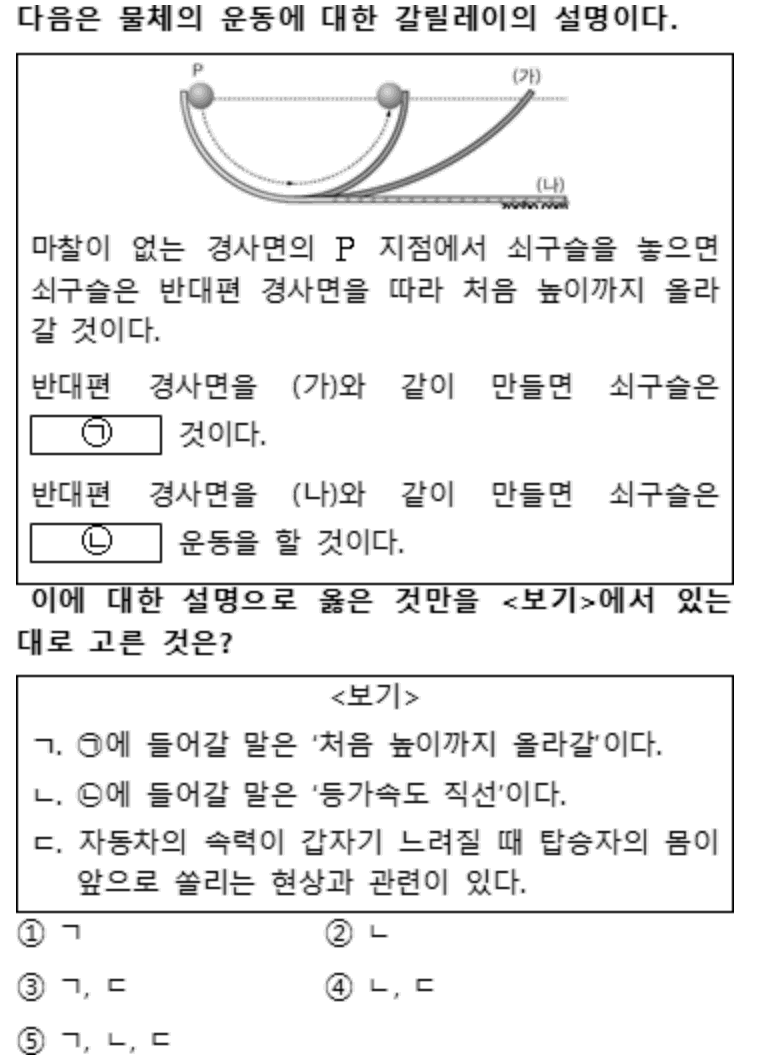 다음은 물체의 운동에 대한 갈릴레이의 설명이다.
P
(가)
(나)
마찰이 없는 경사면의 P 지점에서 쇠구슬을 놓으면
쇠구슬은 반대편 경사면을 따라 처음 높이까지 올라
갈 것이다.
반대편 경사면을 (가)와 같이 만들면 쇠구슬은
㉠ 것이다.
반대편 경사면을 (나)와 같이 만들면 쇠구슬은
㉡ 운동을 할 것이다.
이에 대한 설명으로 옳은 것만을 <보기>에서 있는
대로 고른 것은?
<보기>
ㄱ. ㉠에 들어갈 말은 '처음 높이까지 올라갈'이다.
ㄴ. ㉡에 들어갈 말은 '등가속도 직선'이다.
ㄷ. 자동차의 속력이 갑자기 느려질 때 탑승자의 몸이
앞으로 쏠리는 현상과 관련이 있다.
① ㄱ ② ㄴ
③ ㄱ, ㄷ ④ ㄴ, ㄷ
⑤ ㄱ, ㄴ, ㄷ